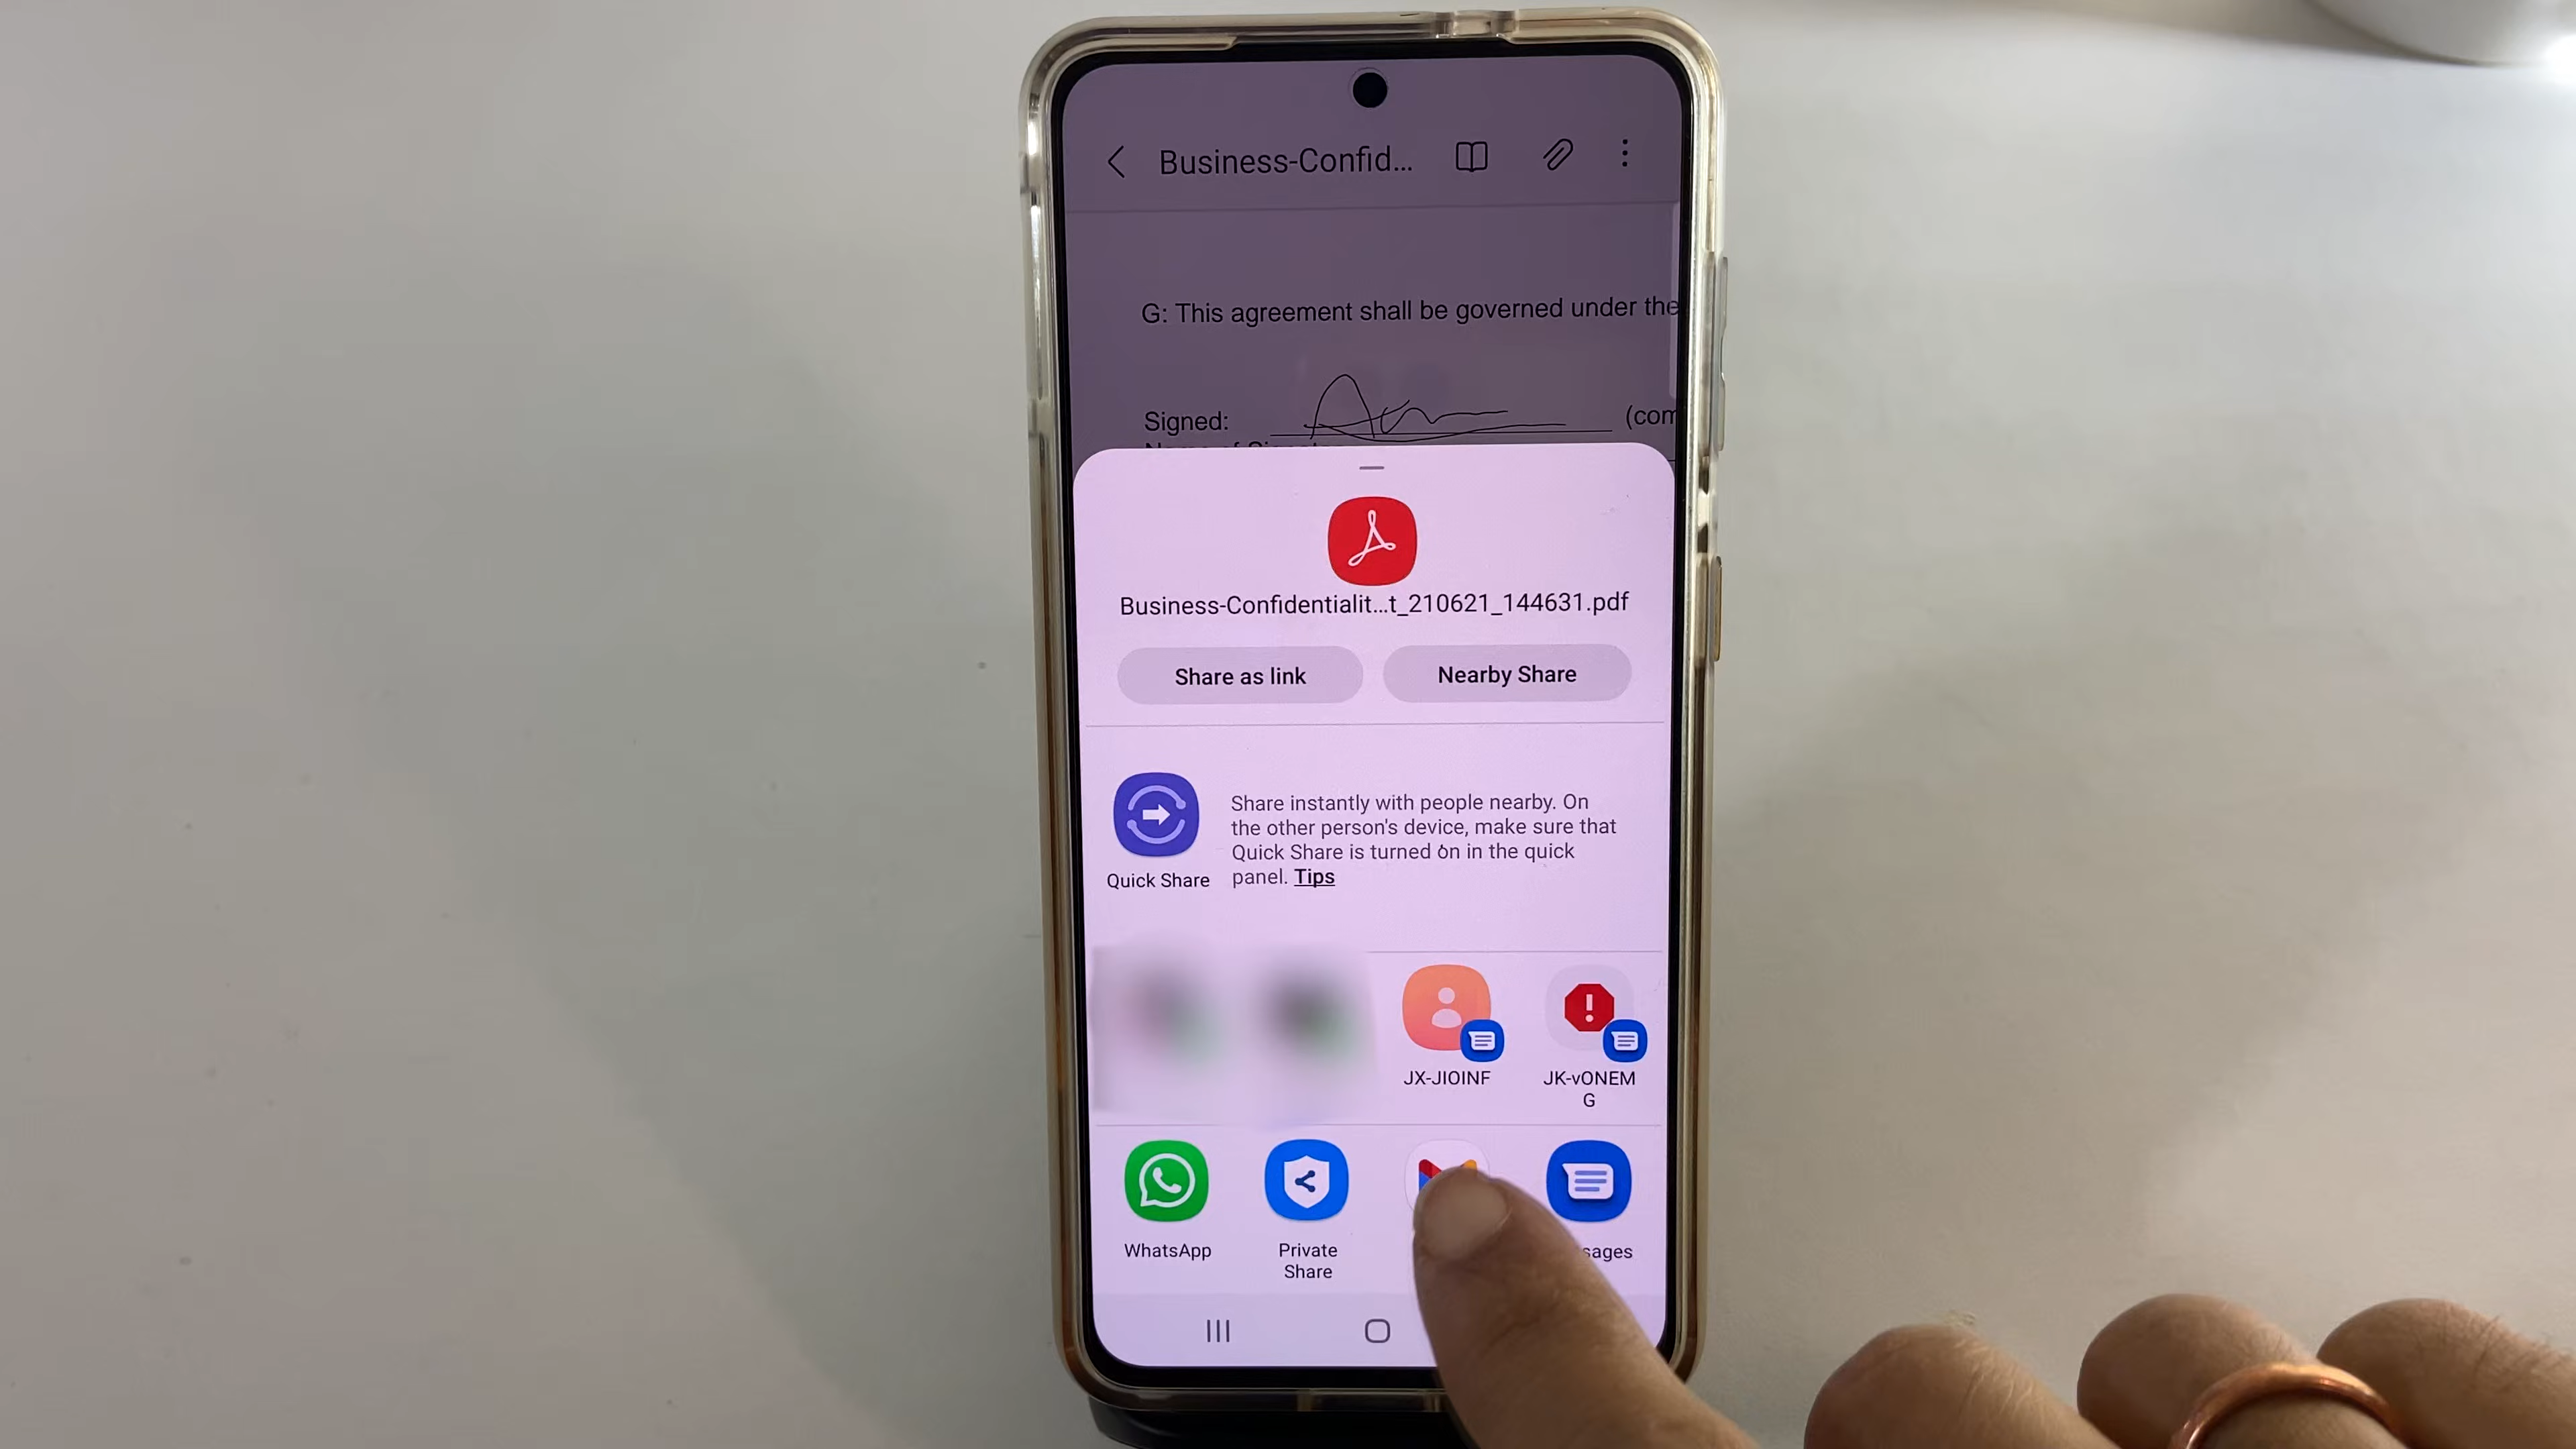 Business-Confid...
G: This agreement shall be governed under the
Signed: (com
Business-Confidentialit...t_210621_144631.pdf
Share as link
Nearby Share
Quick Share
Share instantly with people nearby. On
the other person's device, make sure that
Quick Share is turned on in the quick
panel. Tips
JX-JIOINF
JK-vONEM
G
WhatsApp
Private
Share
sages